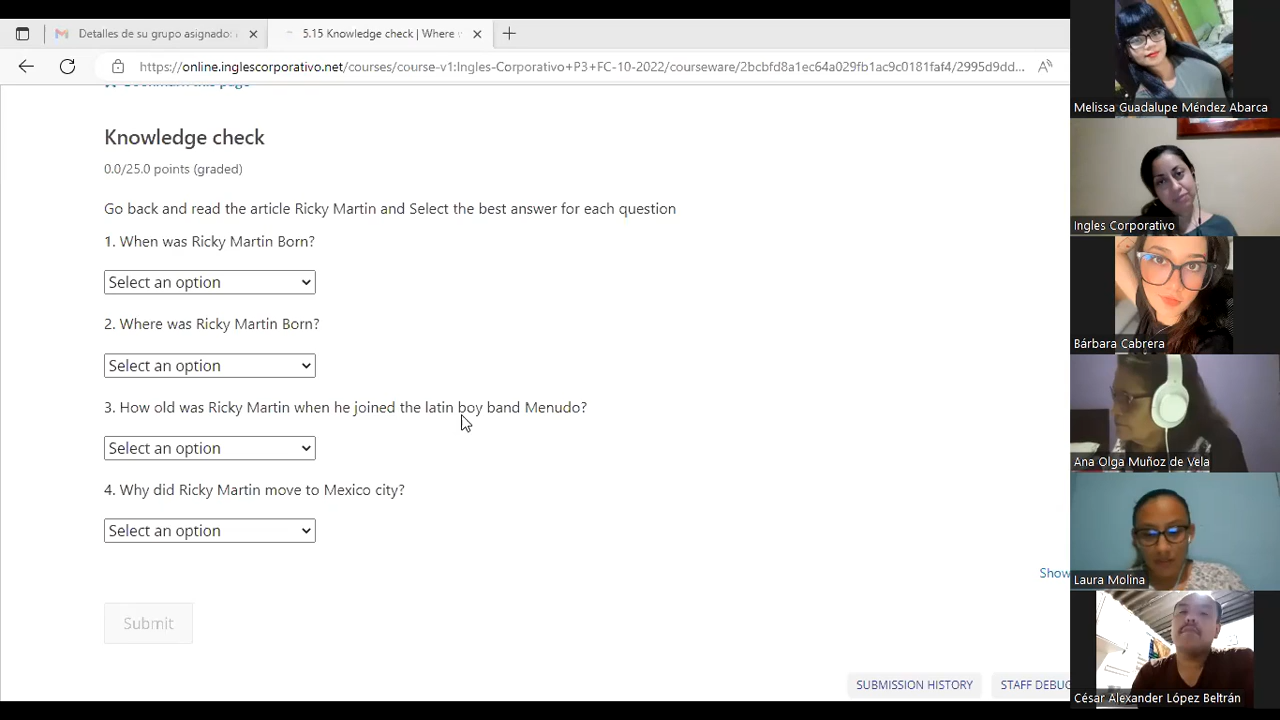 Detalles de su grupo asignado:
5.15 Knowledge check | Where
https://online.inglescorporativo.net/courses/course-v1:Ingles-Corporativo+P3+FC-10-2022/courseware/2bcbfd8a1ec64a029fb1ac9c0181faf4/2995d9dd...
Bookmark this page
Knowledge check
0.0/25.0 points (graded)
Go back and read the article Ricky Martin and Select the best answer for each question
1. When was Ricky Martin Born?
Select an option
2. Where was Ricky Martin Born?
Select an option
3. How old was Ricky Martin when he joined the latin boy band Menudo?
Select an option
4. Why did Ricky Martin move to Mexico city?
Select an option
Show
Submit
SUBMISSION HISTORY
STAFF DEBUG
Melissa Guadalupe Méndez Abarca
Ingles Corporativo
Bárbara Cabrera
Ana Olga Muñoz de Vela
Laura Molina
César Alexander López Beltrán